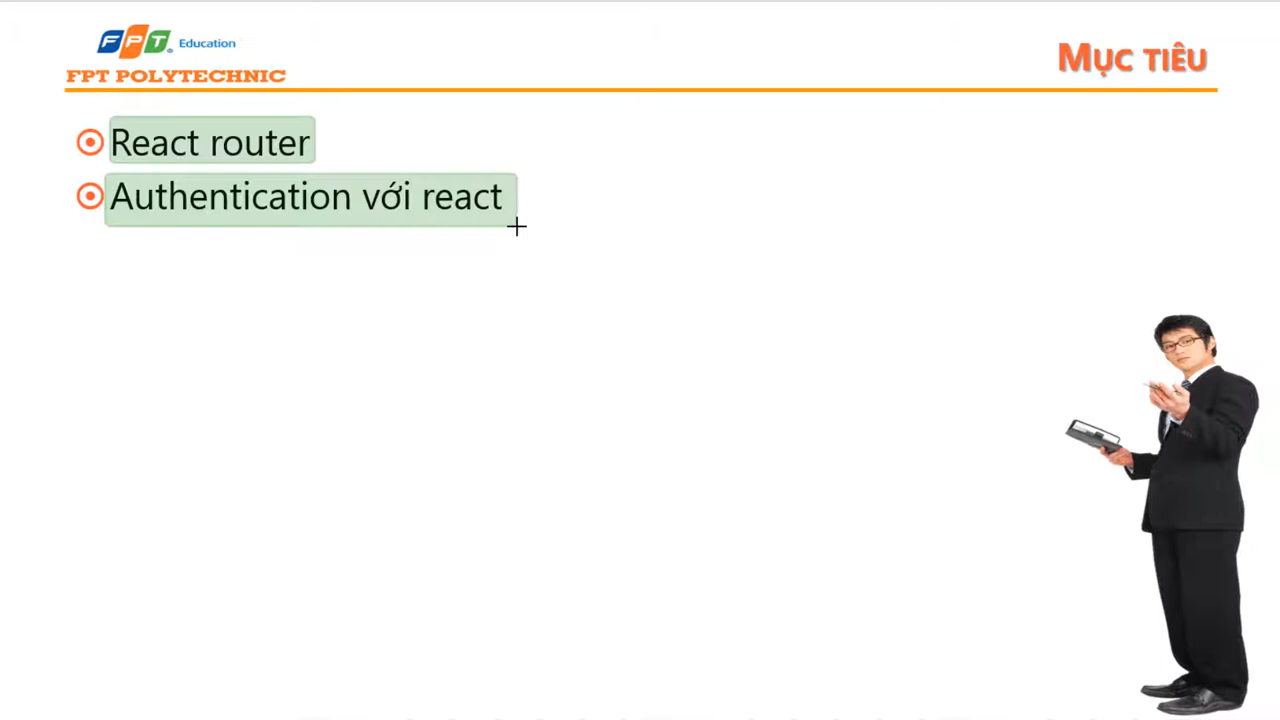 FPT Education
FPT POLYTECHNIC
MỤC TIÊU
React router
Authentication với react